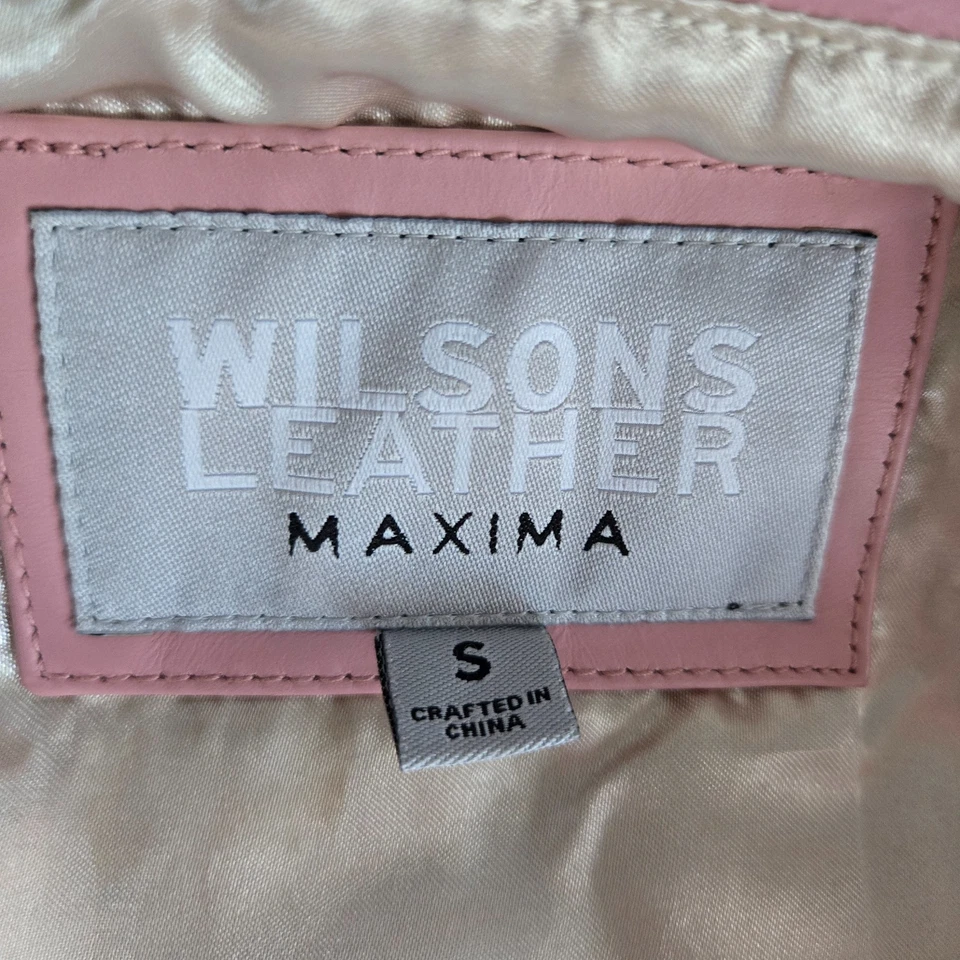 WILSONS
LEATHER
MAXIMA
S
CRAFTED IN
CHINA